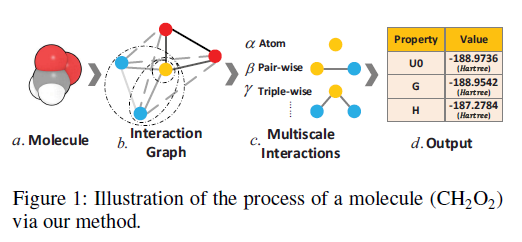 α Atom
β Pair-wise
γ Triple-wise
Property Value
U0 -188.9736 (Hartree)
G -188.9542 (Hartree)
H -187.2784 (Hartree)
a. Molecule
b. Interaction Graph
c. Multiscale Interactions
d. Output
Figure 1: Illustration of the process of a molecule (CH₂O₂)
via our method.